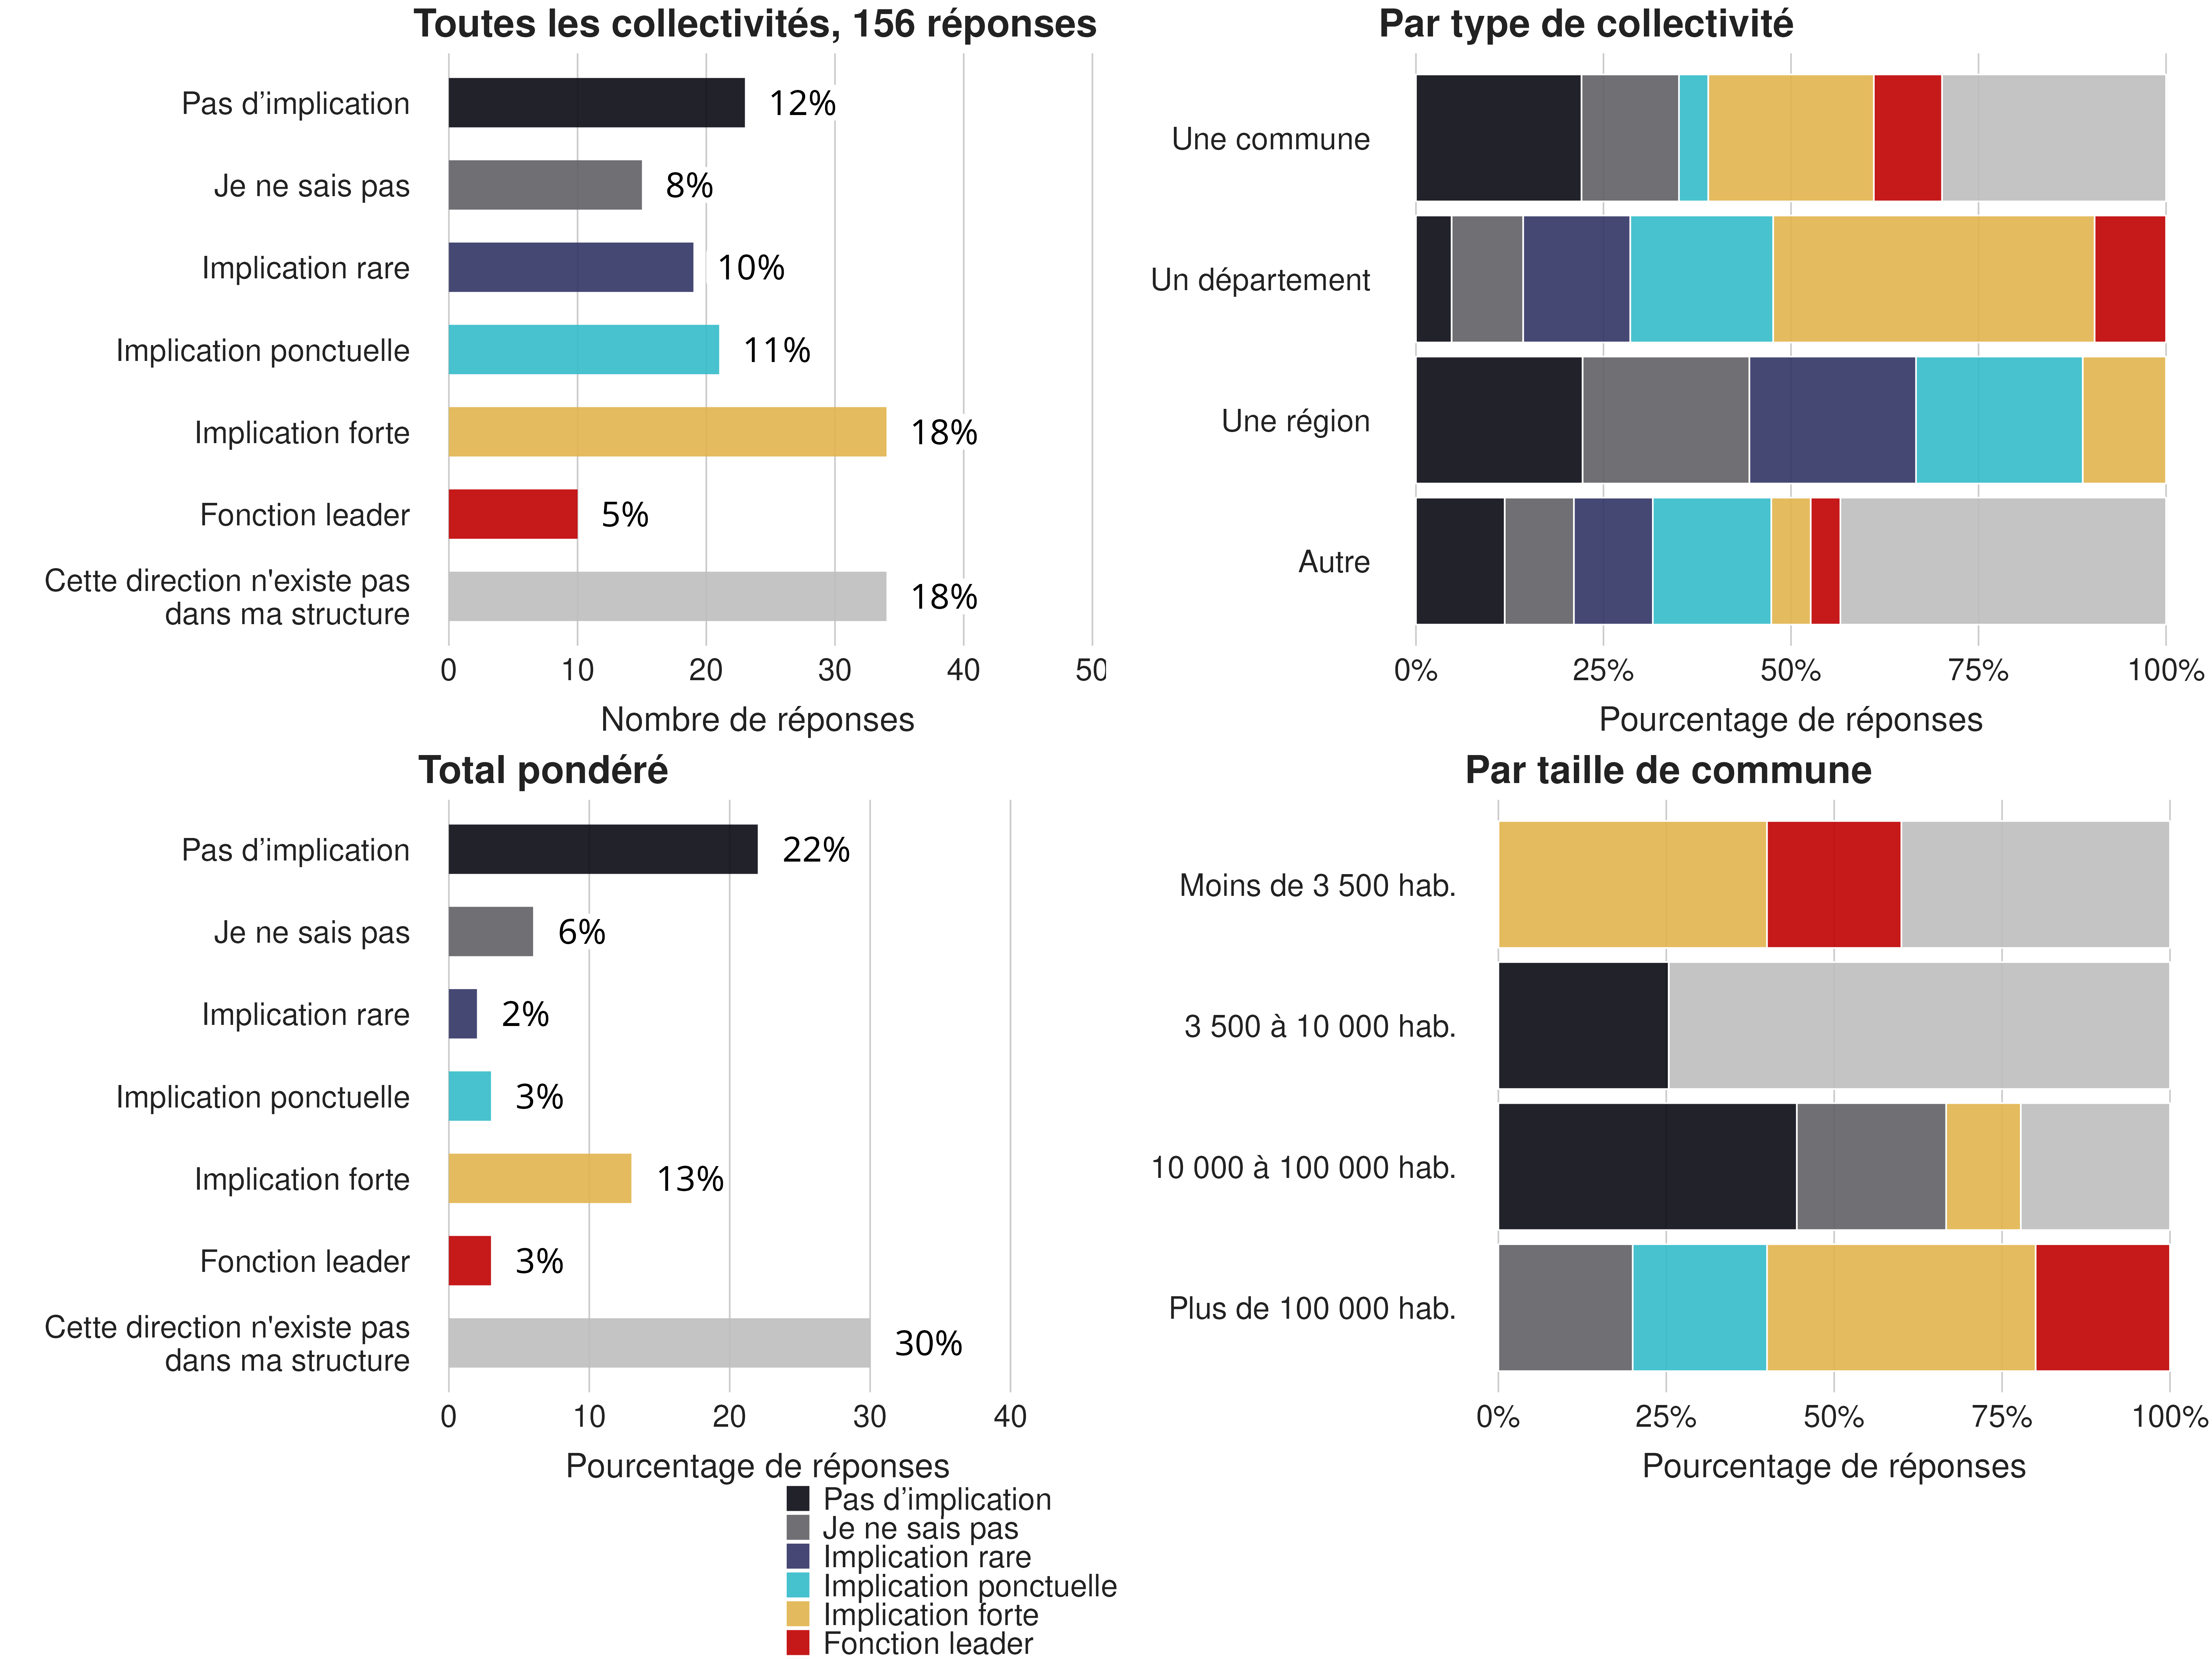 Toutes les collectivités, 156 réponses
Pas d’implication
12%
Je ne sais pas
8%
Implication rare
10%
Implication ponctuelle
11%
Implication forte
18%
Fonction leader
5%
Cette direction n'existe pas
dans ma structure
18%
0 10 20 30 40 50
Nombre de réponses
Par type de collectivité
Une commune
Un département
Une région
Autre
0% 25% 50% 75% 100%
Pourcentage de réponses
Total pondéré
Pas d’implication
22%
Je ne sais pas
6%
Implication rare
2%
Implication ponctuelle
3%
Implication forte
13%
Fonction leader
3%
Cette direction n'existe pas
dans ma structure
30%
0 10 20 30 40
Pourcentage de réponses
Par taille de commune
Moins de 3 500 hab.
3 500 à 10 000 hab.
10 000 à 100 000 hab.
Plus de 100 000 hab.
0% 25% 50% 75% 100%
Pourcentage de réponses
Pas d’implication
Je ne sais pas
Implication rare
Implication ponctuelle
Implication forte
Fonction leader